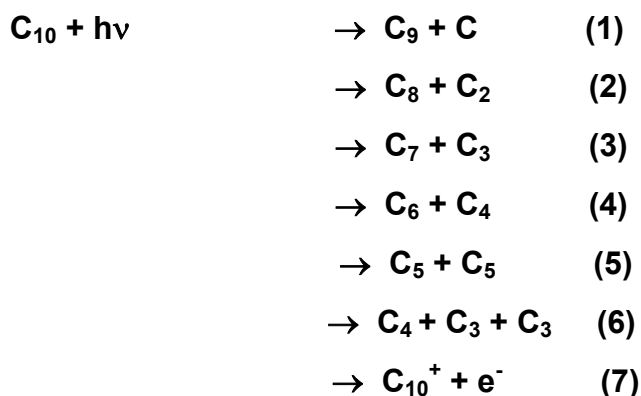 C₁₀ + hν → C₉ + C (1)
→ C₈ + C₂ (2)
→ C₇ + C₃ (3)
→ C₆ + C₄ (4)
→ C₅ + C₅ (5)
→ C₄ + C₃ + C₃ (6)
→ C₁₀⁺ + e⁻ (7)